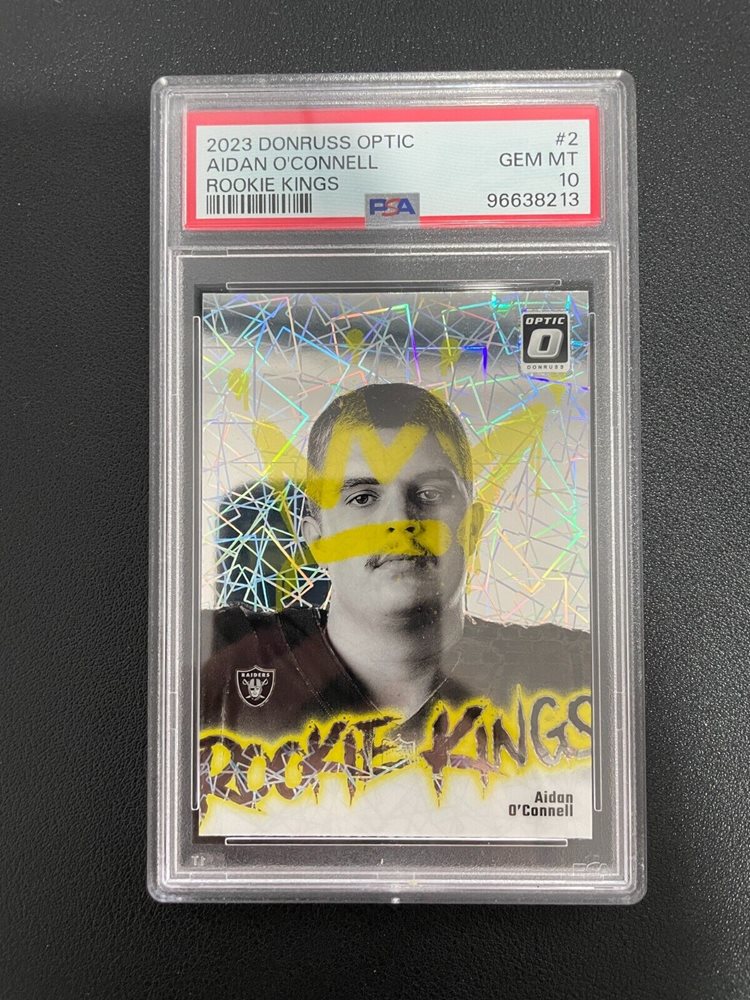 2023 DONRUSS OPTIC #2
AIDAN O'CONNELL GEM MT
ROOKIE KINGS 10
PSA 96638213
OPTIC
O
DONRUSS
RAIDERS
ROOKIE KINGS
Aidan
O'Connell
PSA